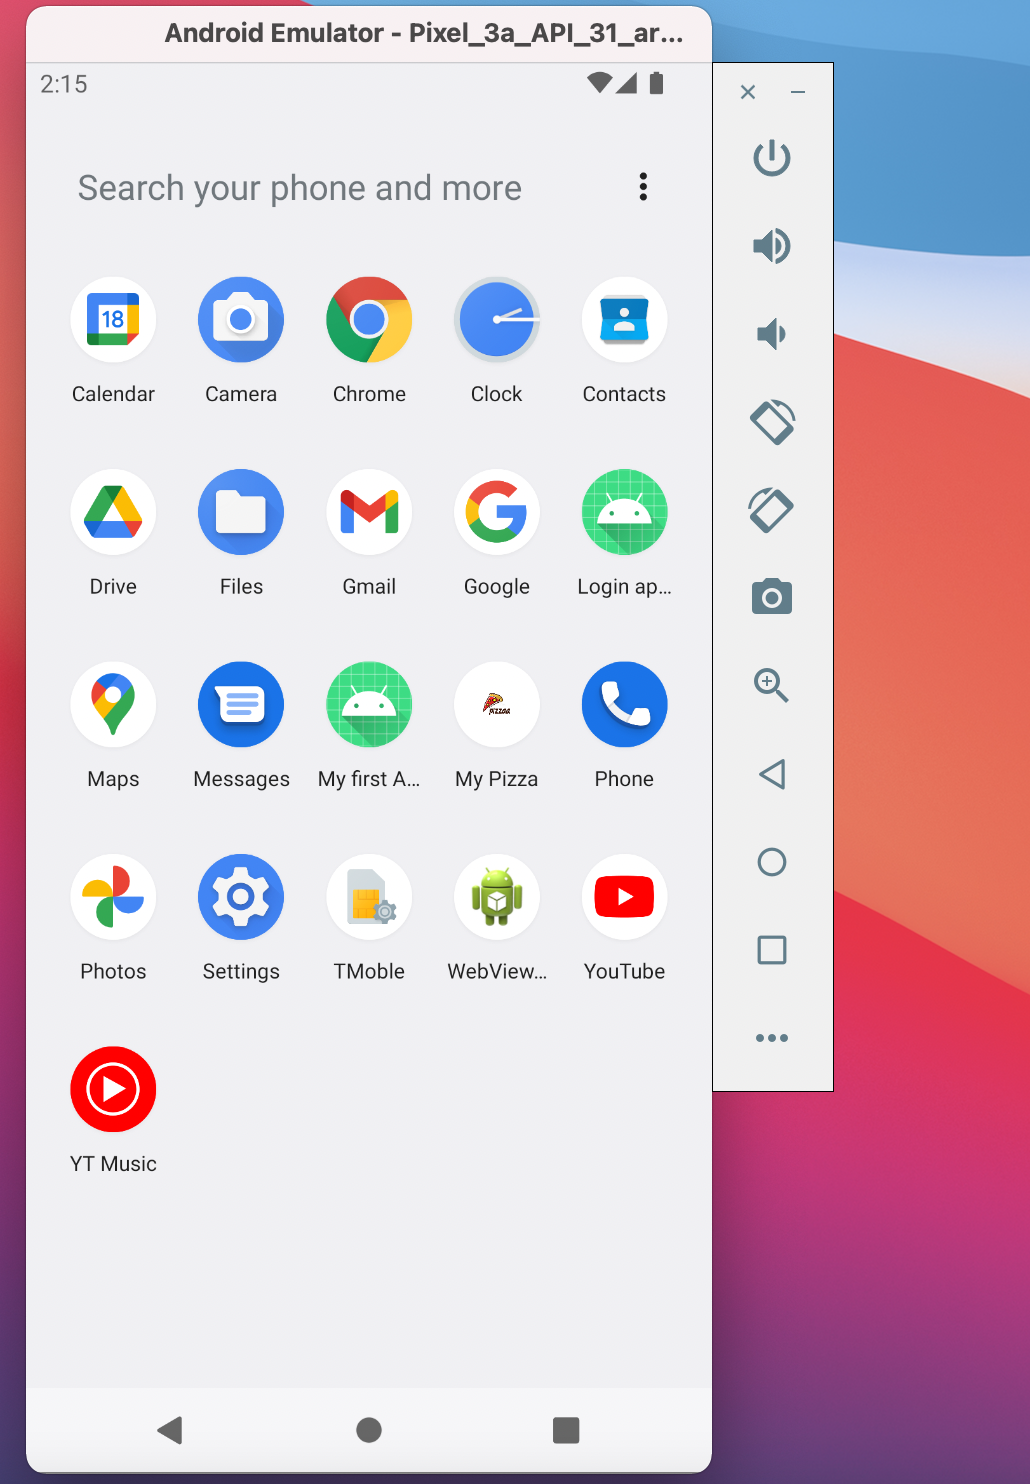 Android Emulator - Pixel_3a_API_31_ar...
2:15
Search your phone and more
18
Calendar Camera Chrome Clock Contacts
Drive Files Gmail Google Login ap...
pizzaa
Maps Messages My first A... My Pizza Phone
Photos Settings TMoble WebView... YouTube
YT Music